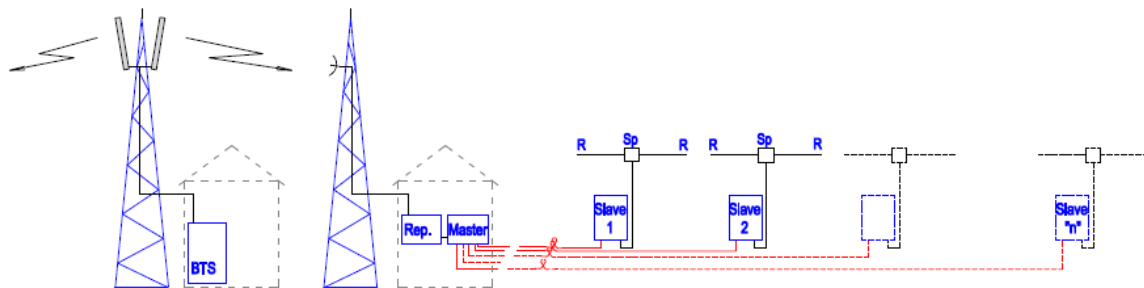 BTS
Rep.
Master
R Sp R
Slave
1
R Sp R
Slave
2
Slave
"n"